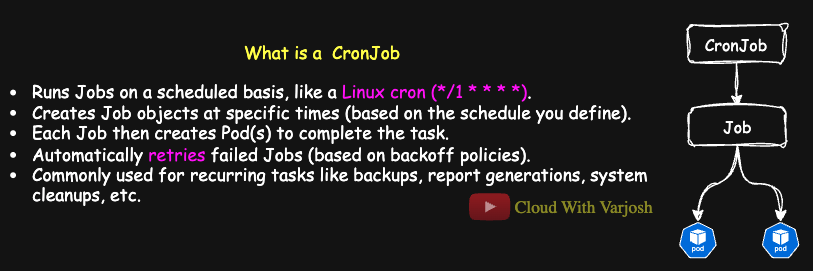 What is a CronJob
• Runs Jobs on a scheduled basis, like a Linux cron (*/1 * * * *).
• Creates Job objects at specific times (based on the schedule you define).
• Each Job then creates Pod(s) to complete the task.
• Automatically retries failed Jobs (based on backoff policies).
• Commonly used for recurring tasks like backups, report generations, system
cleanups, etc.
Cloud With Varjosh
CronJob
Job
pod
pod